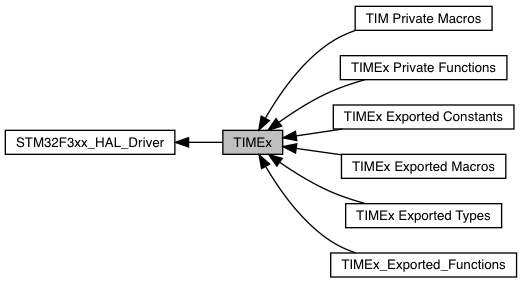 TIM Private Macros
TIMEx Private Functions
TIMEx Exported Constants
STM32F3xx_HAL_Driver
TIMEx
TIMEx Exported Macros
TIMEx Exported Types
TIMEx_Exported_Functions